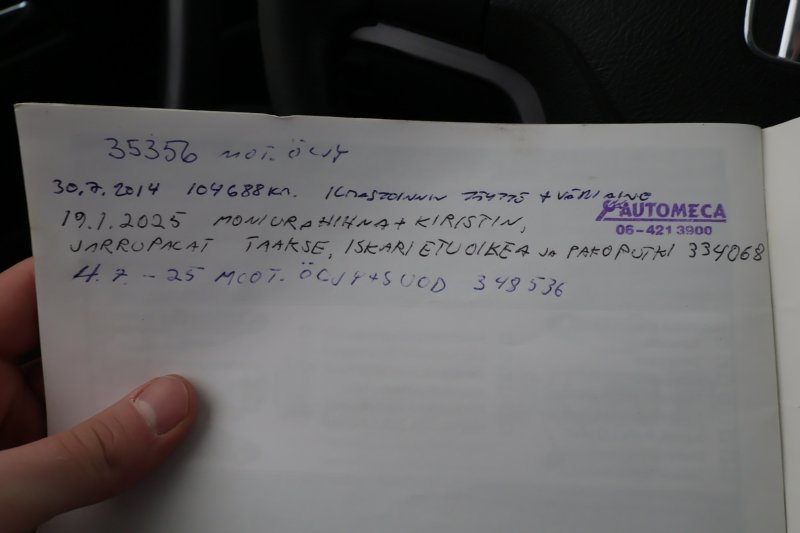 35356 MOT. ÖLJY
30.7.2014 104688KM. ILMASTOINNIN TÄYTTÖ + VÄRIAINE
AUTOMECA
06-421 3900
19.1.2025 MONIURAHIHNA + KIRISTIN,
JARRUPALAT TAAKSE, ISKARI ETUOIKEA JA PAKOPUTKI 334068
4.7.-25 MOOT. ÖLJY+SUOD 348536